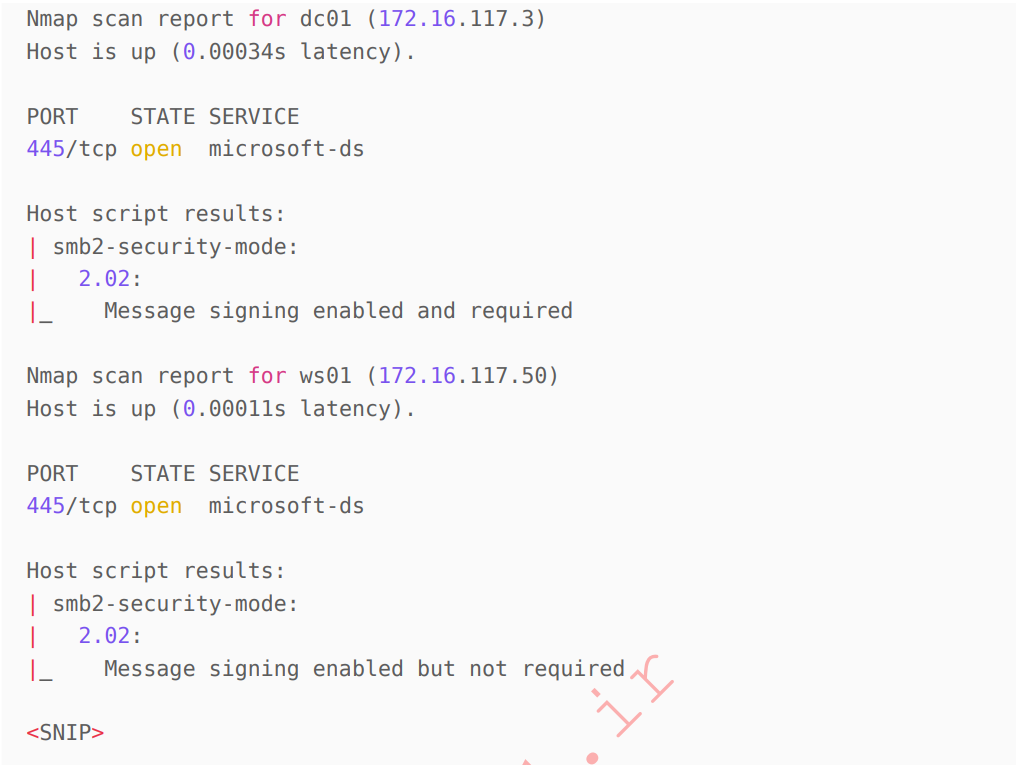 Nmap scan report for dc01 (172.16.117.3)
Host is up (0.00034s latency).
PORT    STATE SERVICE
445/tcp open  microsoft-ds
Host script results:
| smb2-security-mode:
|   2.02:
|_    Message signing enabled and required
Nmap scan report for ws01 (172.16.117.50)
Host is up (0.00011s latency).
PORT    STATE SERVICE
445/tcp open  microsoft-ds
Host script results:
| smb2-security-mode:
|   2.02:
|_    Message signing enabled but not required
<SNIP>
.ir